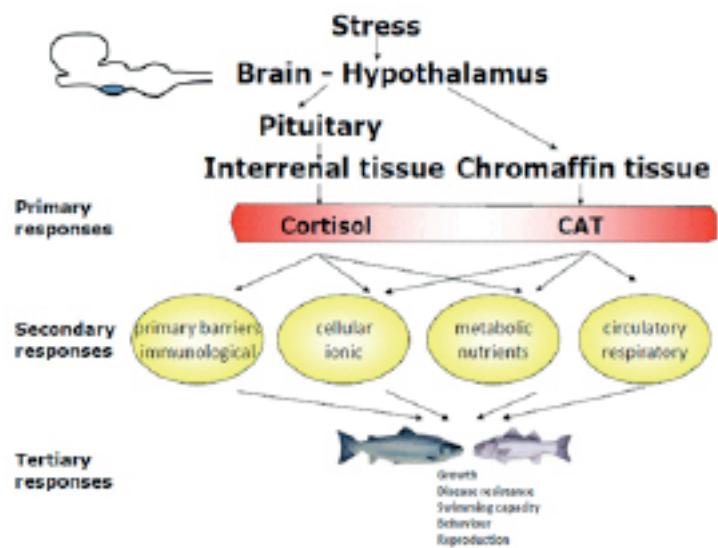 Stress
Brain - Hypothalamus
Pituitary
Interrenal tissue Chromaffin tissue
Primary
responses
Cortisol CAT
Secondary
responses
primary barriers
immunological
cellular
ionic
metabolic
nutrients
circulatory
respiratory
Tertiary
responses
Growth
Disease resistance
Swimming capacity
Behaviour
Reproduction